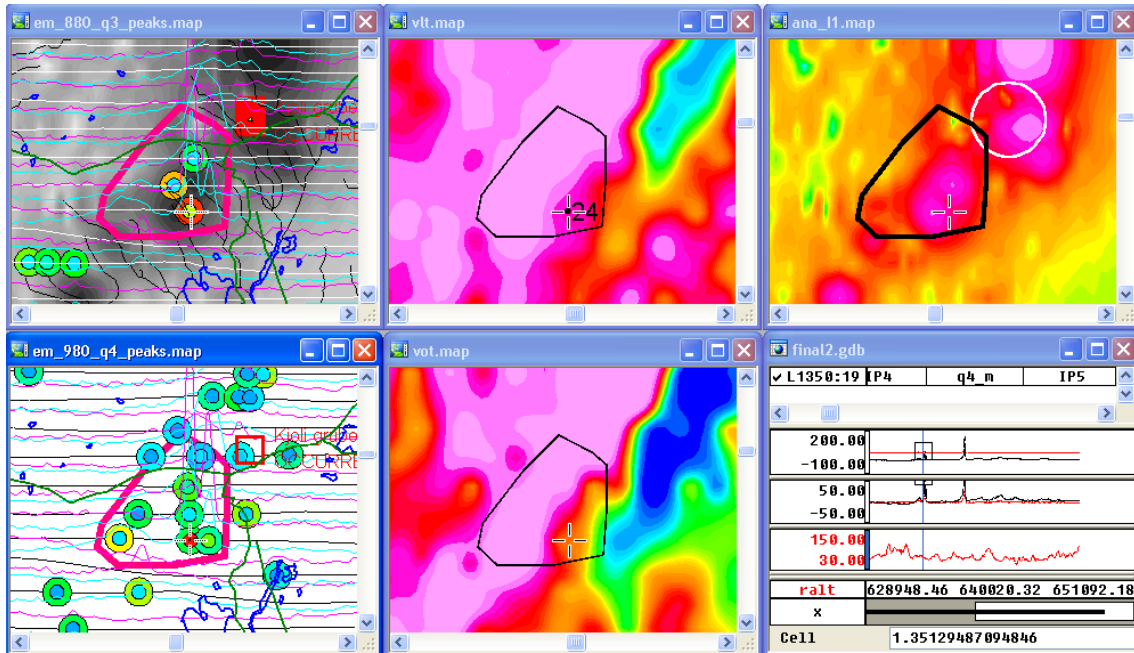 em_880_q3_peaks.map
vlt.map
ana_l1.map
24
em_980_q4_peaks.map
vot.map
final2.gdb
L1350:19 IP4 q4_m IP5
200.00
-100.00
50.00
-50.00
150.00
30.00
ralt 628948.46 640020.32 651092.18
x
Cell 1.35129487094846